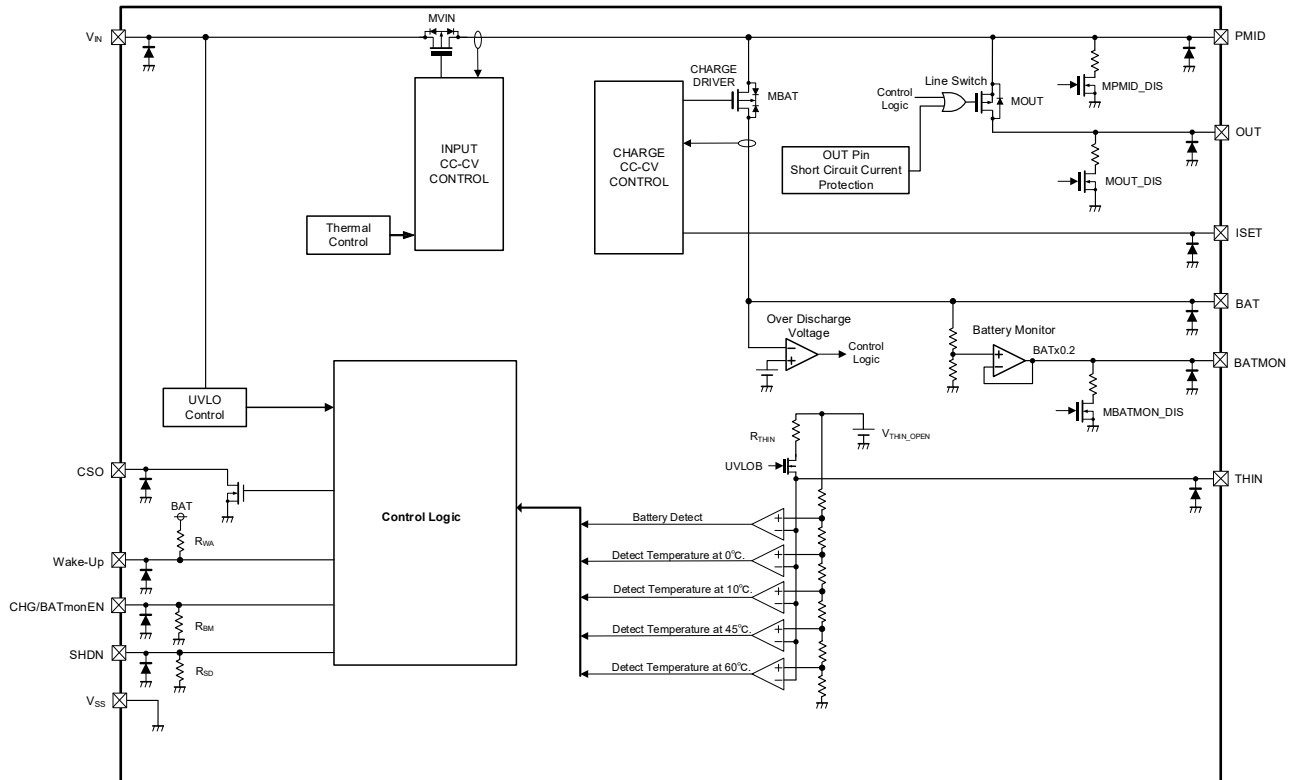 MVIN
VIN
PMID
CHARGE
DRIVER
MBAT
Line Switch
Control
Logic
MOUT
MPMID_DIS
INPUT
CC-CV
CONTROL
CHARGE
CC-CV
CONTROL
OUT Pin
Short Circuit Current
Protection
OUT
MOUT_DIS
Thermal
Control
ISET
BAT
Over Discharge
Voltage
Control
Logic
Battery Monitor
BATx0.2
BATMON
MBATMON_DIS
UVLO
Control
RTHIN
VTHIN_OPEN
UVLOB
THIN
CSO
BAT
RWA
Control Logic
Battery Detect
Wake-Up
Detect Temperature at 0℃.
CHG/BATmonEN
RBM
Detect Temperature at 10℃.
Detect Temperature at 45℃.
SHDN
RSD
Detect Temperature at 60℃.
VSS